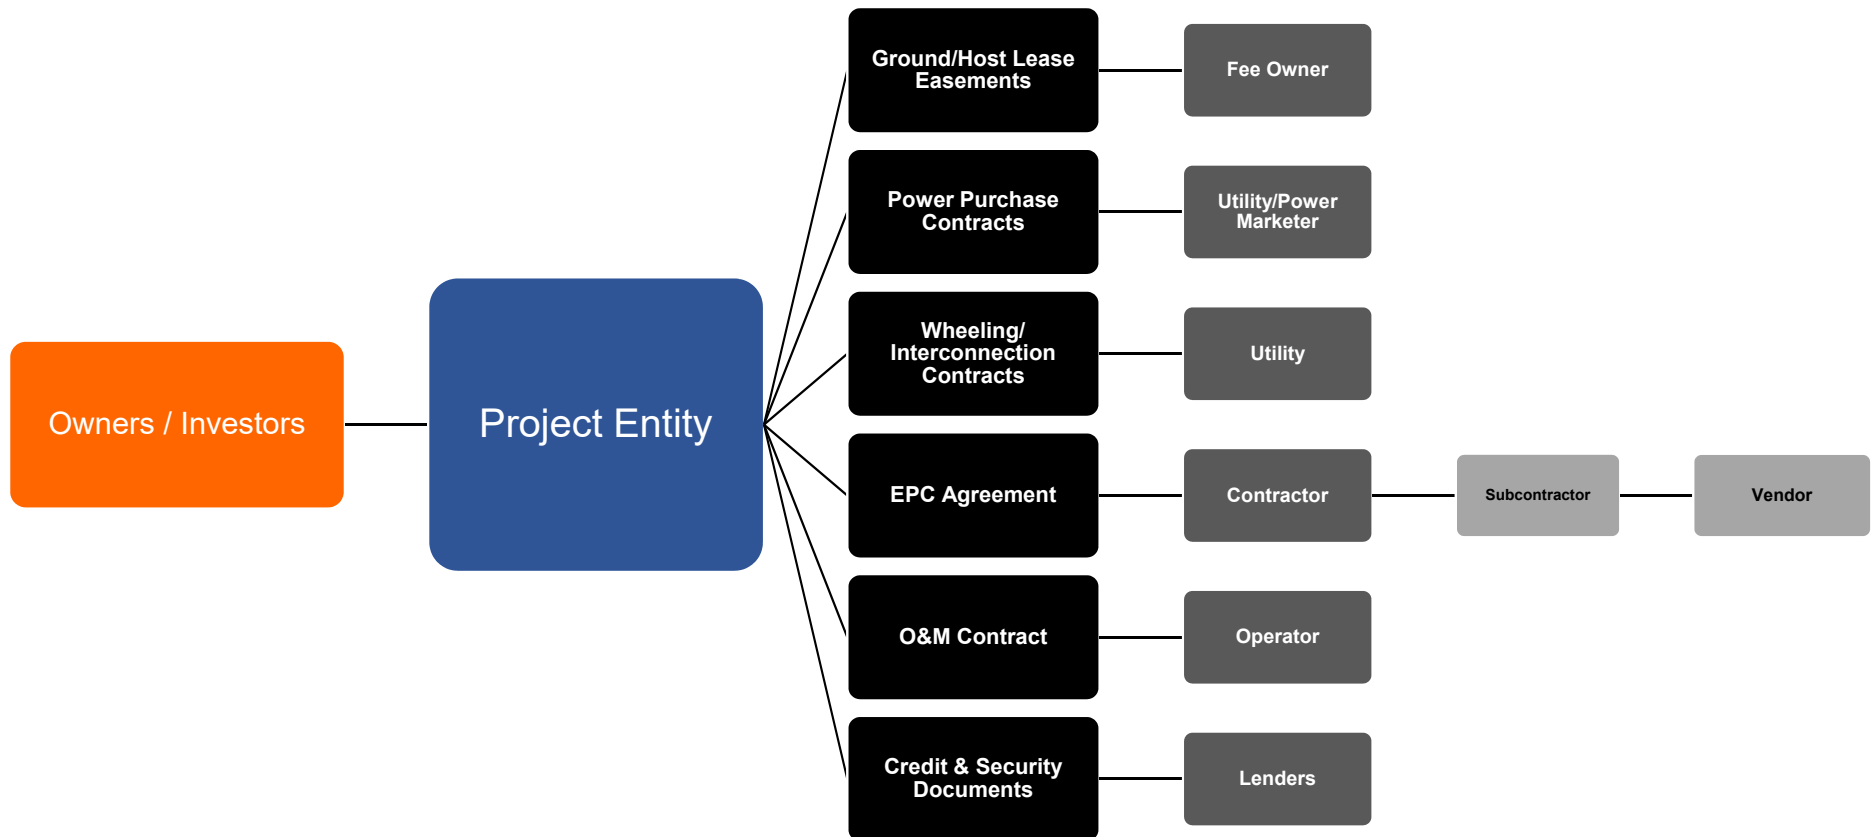 Owners / Investors
Project Entity
Ground/Host Lease
Easements
Fee Owner
Power Purchase
Contracts
Utility/Power
Marketer
Wheeling/
Interconnection
Contracts
Utility
EPC Agreement
Contractor
Subcontractor
Vendor
O&M Contract
Operator
Credit & Security
Documents
Lenders